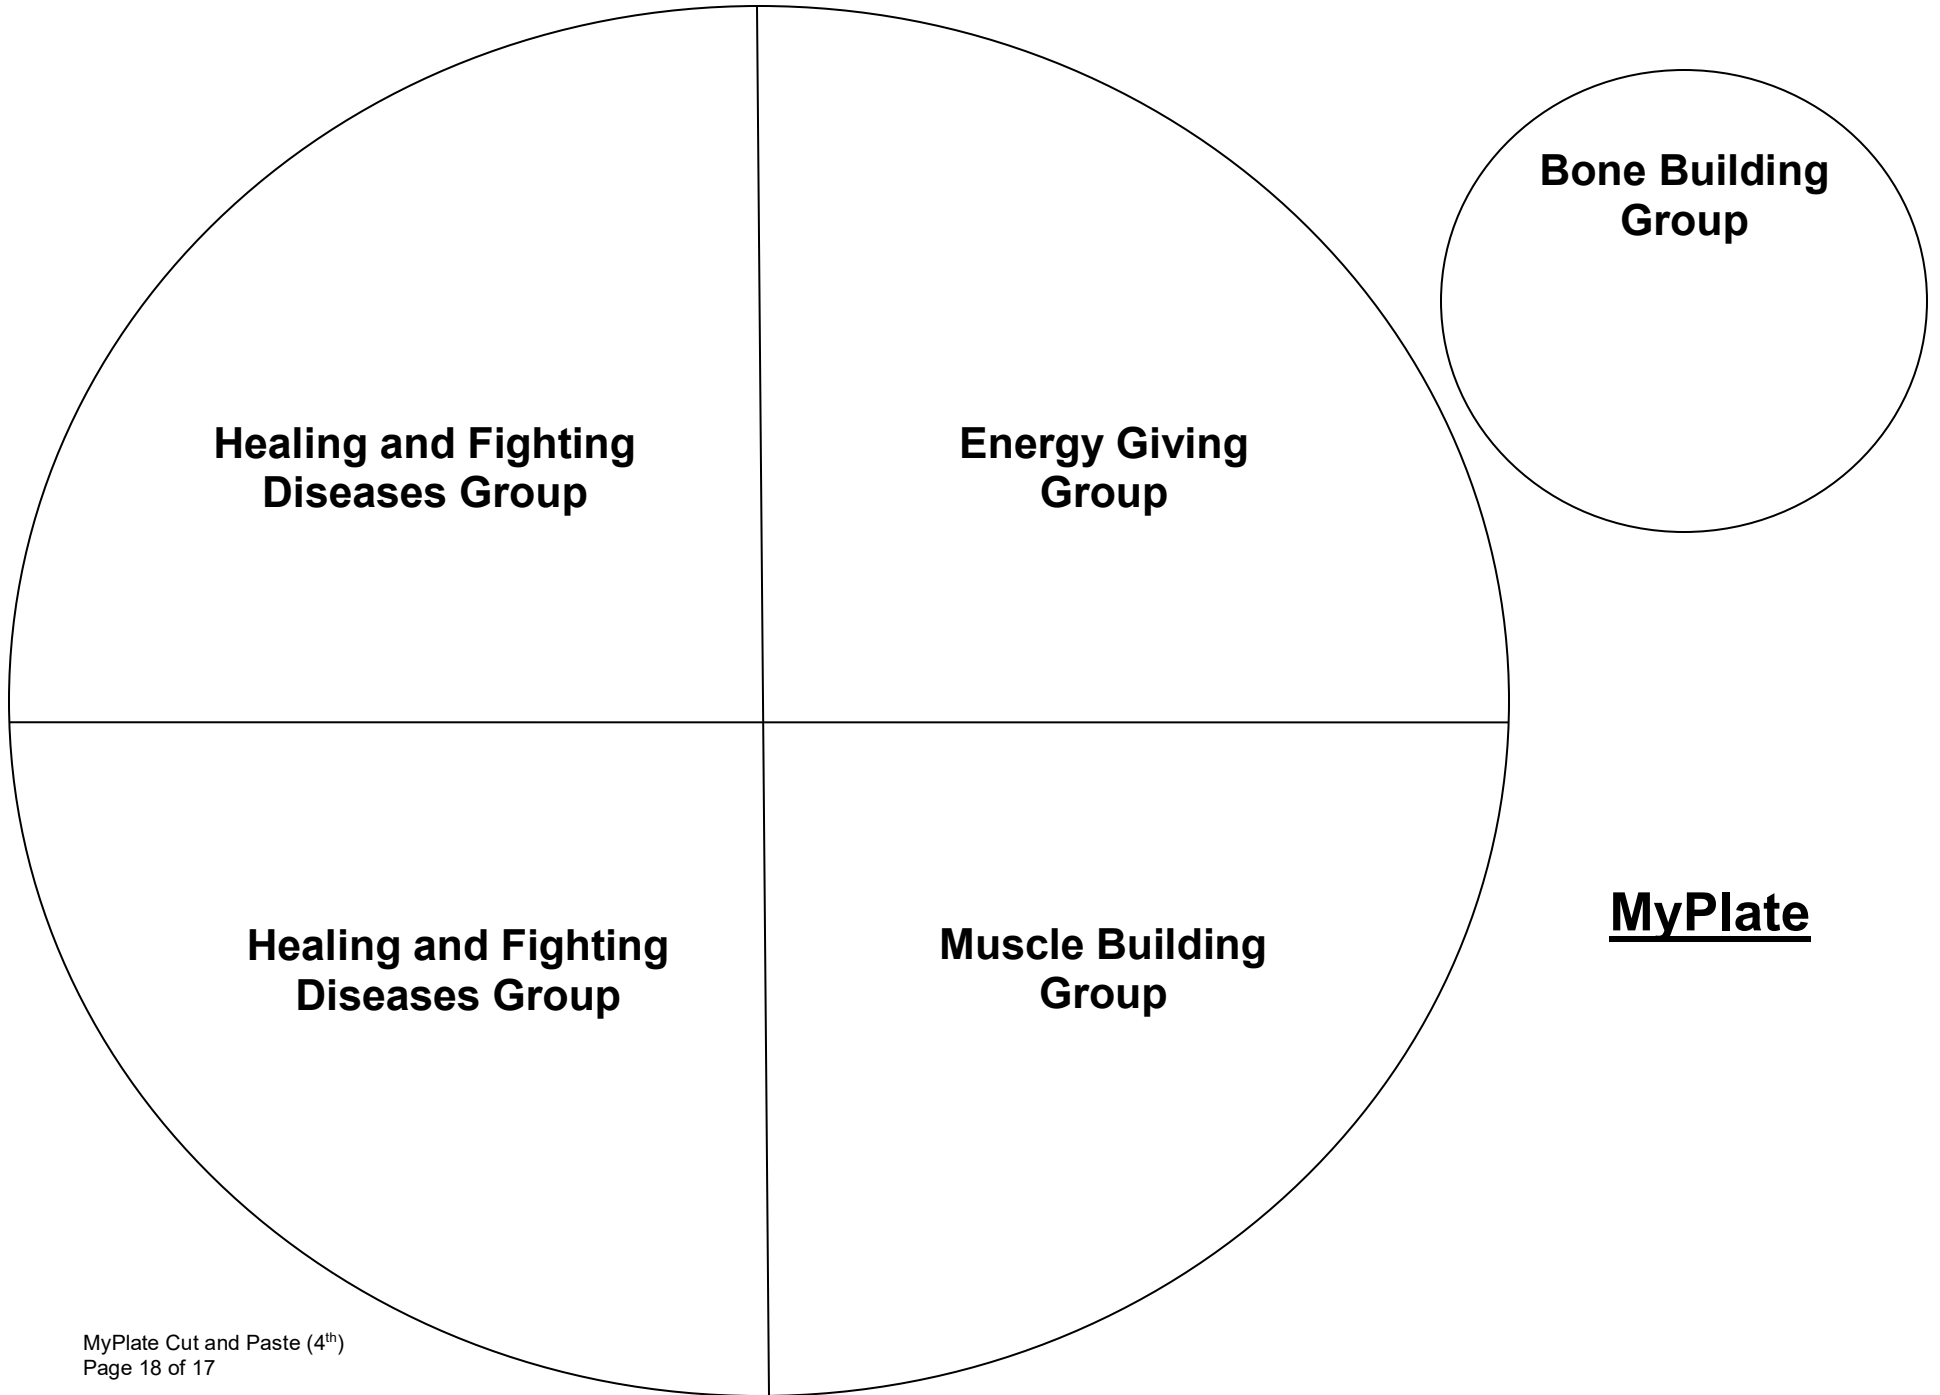 Bone Building
Group
Healing and Fighting
Diseases Group
Energy Giving
Group
Healing and Fighting
Diseases Group
Muscle Building
Group
MyPlate
MyPlate Cut and Paste (4th)
Page 18 of 17